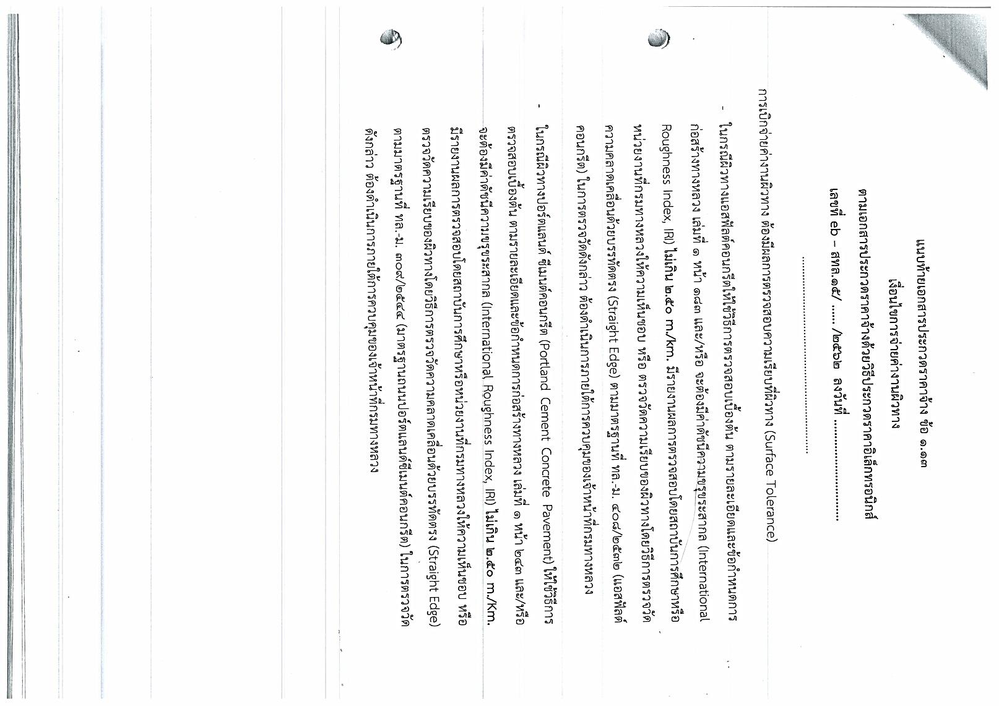 แนบท้ายเอกสารประกวดราคาจ้าง ข้อ ๑.๑๓
เงื่อนไขการจ่ายค่างานผิวทาง
ตามเอกสารประกวดราคาจ้างด้วยวิธีประกวดราคาอิเล็กทรอนิกส์
เลขที่ eb – สทล.๑๕/ ...... /๒๕๖๒ ลงวันที่ ................................
................................................................
การเบิกจ่ายค่างานผิวทาง ต้องมีผลการตรวจสอบความเรียบที่ผิวทาง (Surface Tolerance)
- ในกรณีผิวทางแอสฟัลต์คอนกรีตให้ใช้วิธีการตรวจสอบเบื้องต้น ตามรายละเอียดและข้อกำหนดการ
ก่อสร้างทางหลวง เล่มที่ ๑ หน้า ๑๘๓ และ/หรือ จะต้องมีค่าดัชนีความขรุขระสากล (International
Roughness Index, IRI) ไม่เกิน ๒.๕๐ m./km. มีรายงานผลการตรวจสอบโดยสถาบันการศึกษาหรือ
หน่วยงานที่กรมทางหลวงให้ความเห็นชอบ หรือ ตรวจวัดความเรียบของผิวทางโดยวิธีการตรวจวัด
ความคลาดเคลื่อนด้วยบรรทัดตรง (Straight Edge) ตามมาตรฐานที่ ทล.-ม. ๔๐๘/๒๕๓๒ (แอสฟัลต์
คอนกรีต) ในการตรวจวัดดังกล่าว ต้องดำเนินการภายใต้การควบคุมของเจ้าหน้าที่กรมทางหลวง
- ในกรณีผิวทางปอร์ตแลนด์ ซีเมนต์คอนกรีต (Portland Cement Concrete Pavement) ให้ใช้วิธีการ
ตรวจสอบเบื้องต้น ตามรายละเอียดและข้อกำหนดการก่อสร้างทางหลวง เล่มที่ ๑ หน้า ๒๔๓ และ/หรือ
จะต้องมีค่าดัชนีความขรุขระสากล (International Roughness Index, IRI) ไม่เกิน ๒.๕๐ m./Km.
มีรายงานผลการตรวจสอบโดยสถาบันการศึกษาหรือหน่วยงานที่กรมทางหลวงให้ความเห็นชอบ หรือ
ตรวจวัดความเรียบของผิวทางโดยวิธีการตรวจวัดความคลาดเคลื่อนด้วยบรรทัดตรง (Straight Edge)
ตามมาตรฐานที่ ทล.-ม. ๓๐๙/๒๕๔๔ (มาตรฐานถนนปอร์ตแลนด์ซีเมนต์คอนกรีต) ในการตรวจวัด
ดังกล่าว ต้องดำเนินการภายใต้การควบคุมของเจ้าหน้าที่กรมทางหลวง